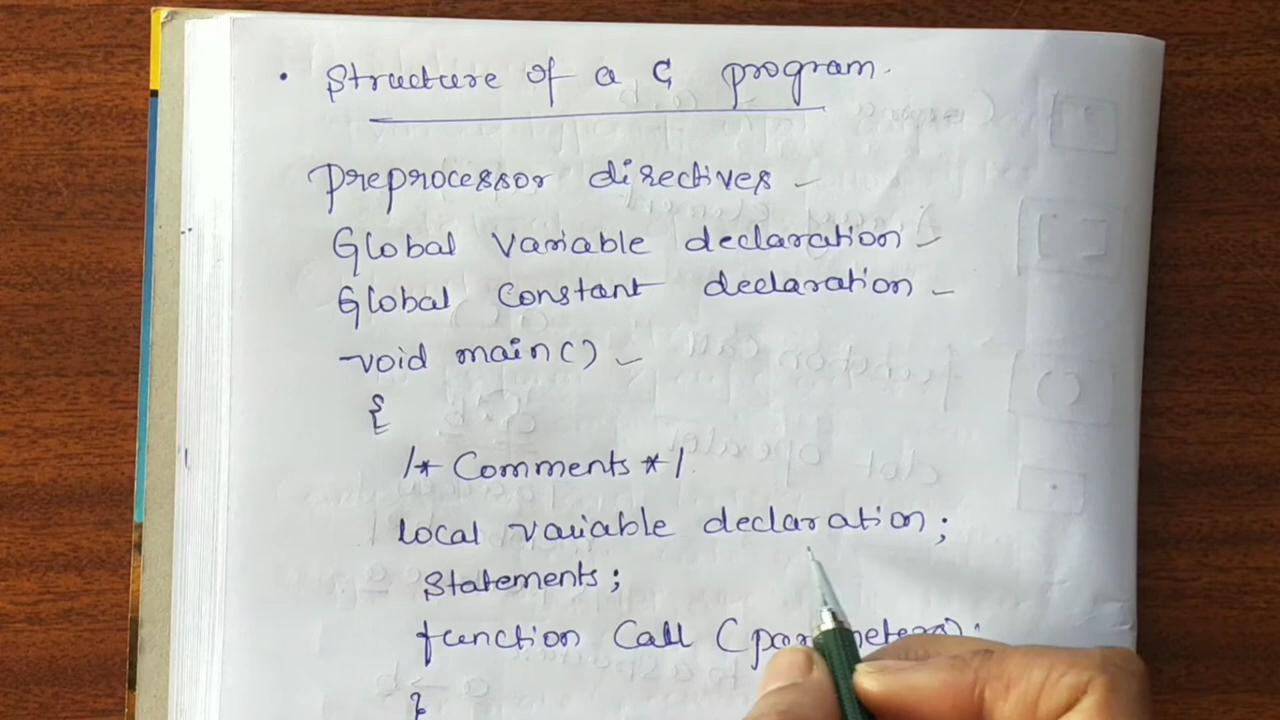 • Structure of a C program.
Preprocessor directives -
Global Variable declaration -
Global Constant declaration -
void main() -
{
/* Comments */
local variable declaration;
Statements;
function Call (parameters);
}